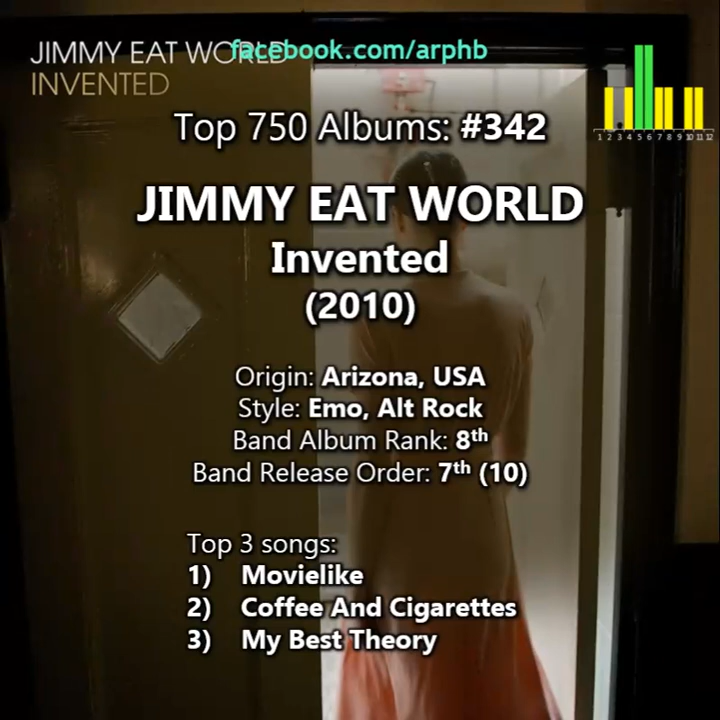 JIMMY EAT WORLD
facebook.com/arphb
INVENTED
1 2 3 4 5 6 7 8 9 10 11 12
Top 750 Albums: #342
JIMMY EAT WORLD
Invented
(2010)
Origin: Arizona, USA
Style: Emo, Alt Rock
Band Album Rank: 8th
Band Release Order: 7th (10)
Top 3 songs:
1) Movielike
2) Coffee And Cigarettes
3) My Best Theory